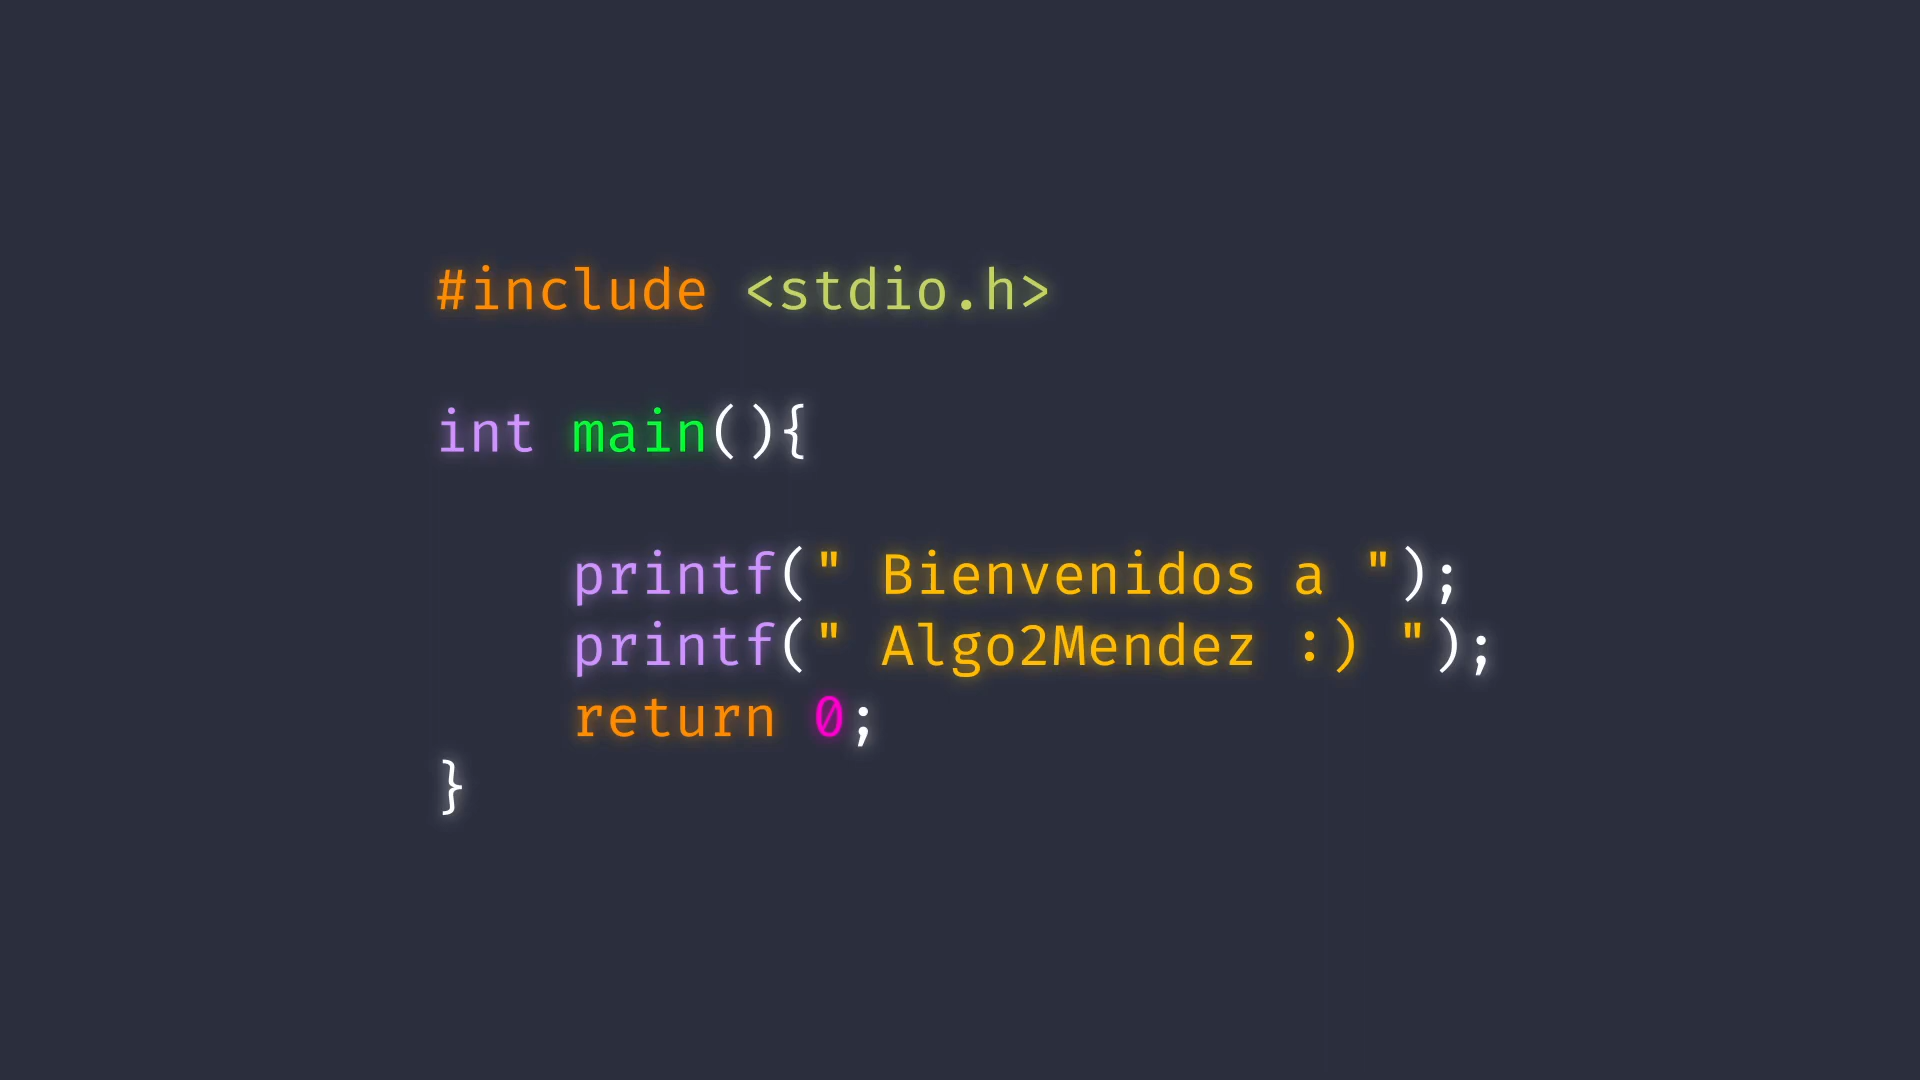 #include <stdio.h>
int main(){
printf(" Bienvenidos a ");
printf(" Algo2Mendez :) ");
return 0;
}